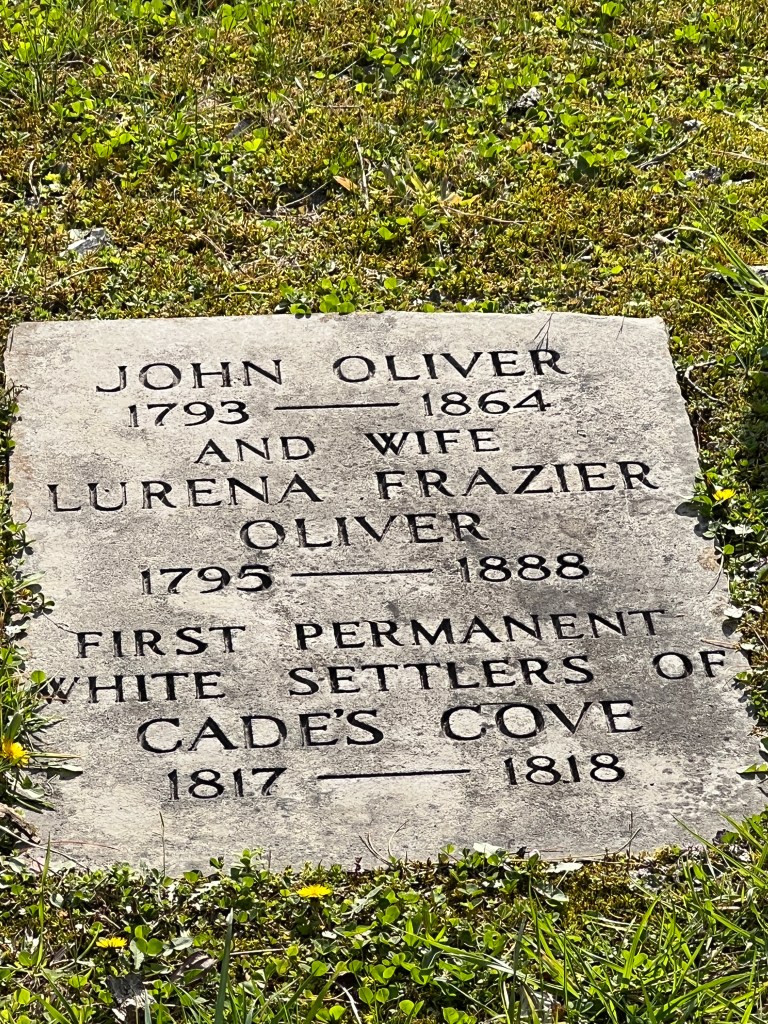 JOHN OLIVER
1793 — 1864
AND WIFE
LURENA FRAZIER
OLIVER
1795 — 1888
FIRST PERMANENT
WHITE SETTLERS OF
CADE'S COVE
1817 — 1818